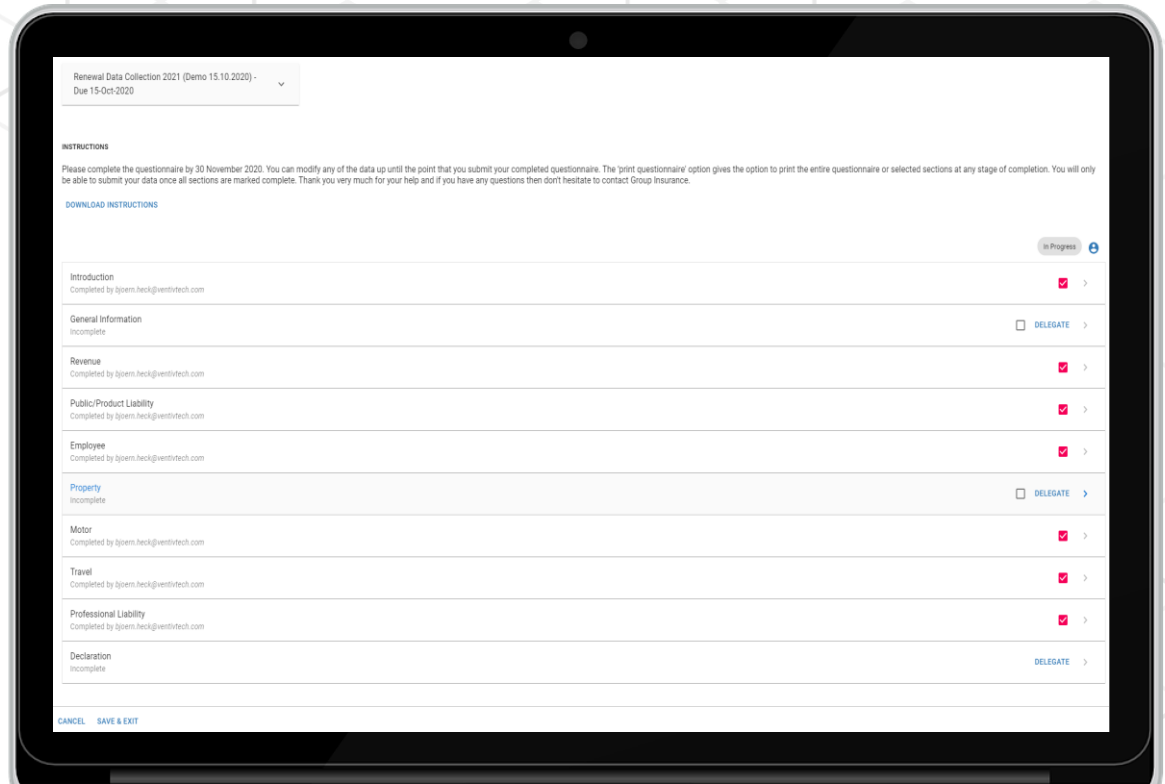 Renewal Data Collection 2021 (Demo 15.10.2020) -
Due 15-Oct-2020
INSTRUCTIONS
Please complete the questionnaire by 30 November 2020. You can modify any of the data up until the point that you submit your completed questionnaire. The 'print questionnaire' option gives the option to print the entire questionnaire or selected sections at any stage of completion. You will only
be able to submit your data once all sections are marked complete. Thank you very much for your help and if you have any questions then don't hesitate to contact Group Insurance.
DOWNLOAD INSTRUCTIONS
In Progress
Introduction
Completed by bjoern.heck@ventivtech.com
General Information
Incomplete
DELEGATE
Revenue
Completed by bjoern.heck@ventivtech.com
Public/Product Liability
Completed by bjoern.heck@ventivtech.com
Employee
Completed by bjoern.heck@ventivtech.com
Property
Incomplete
DELEGATE
Motor
Completed by bjoern.heck@ventivtech.com
Travel
Completed by bjoern.heck@ventivtech.com
Professional Liability
Completed by bjoern.heck@ventivtech.com
Declaration
Incomplete
DELEGATE
CANCEL SAVE & EXIT